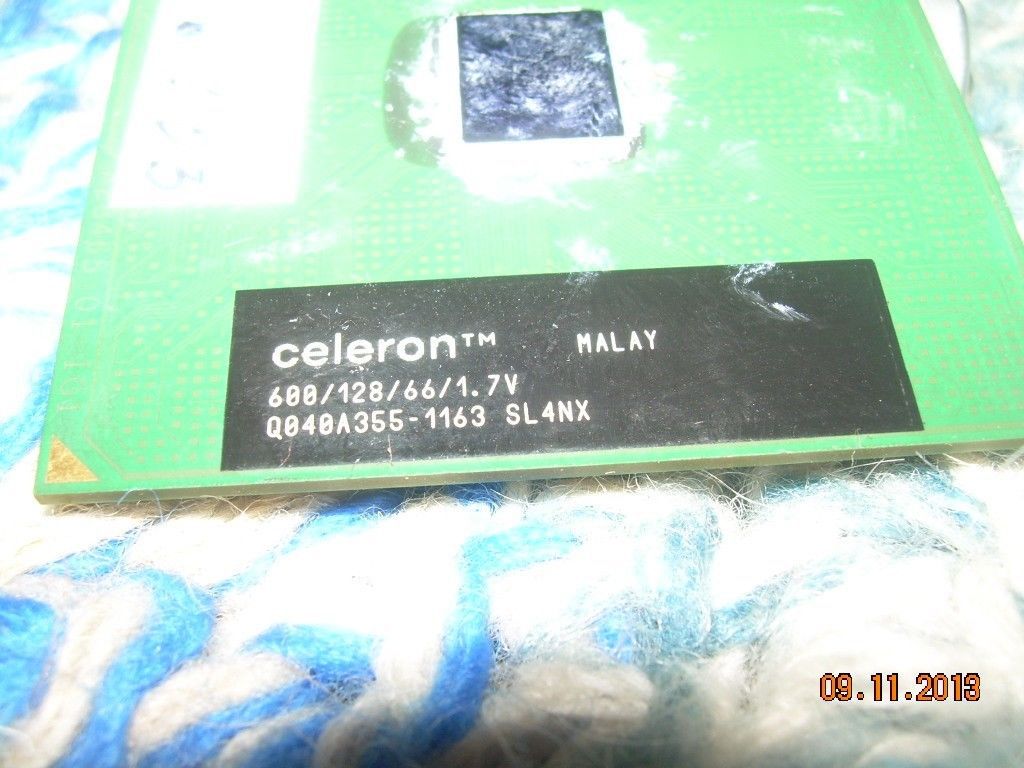 celeron™ MALAY
600/128/66/1.7V
Q040A355-1163 SL4NX
09.11.2013